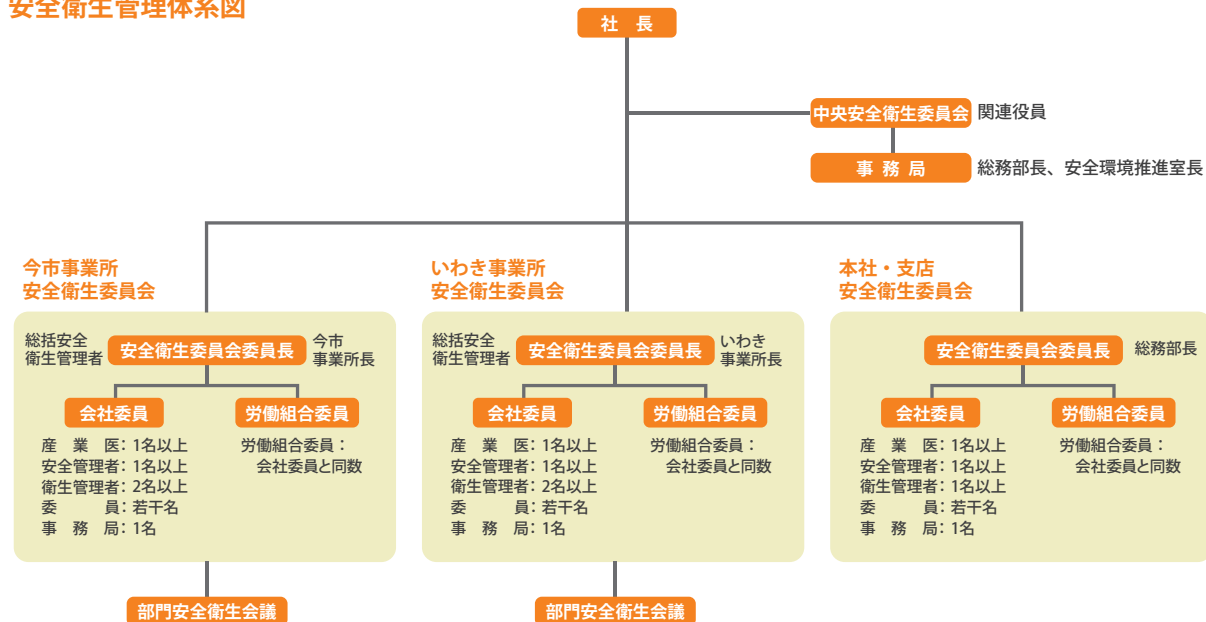 安全衛生管理体系図
社 長
中央安全衛生委員会 関連役員
事 務 局 総務部長、安全環境推進室長
今市事業所
安全衛生委員会
総括安全
衛生管理者
安全衛生委員会委員長
今市
事業所長
会社委員
産 業 医：1名以上
安全管理者：1名以上
衛生管理者：2名以上
委 員：若干名
事 務 局：1名
労働組合委員
労働組合委員：
会社委員と同数
部門安全衛生会議
いわき事業所
安全衛生委員会
総括安全
衛生管理者
安全衛生委員会委員長
いわき
事業所長
会社委員
産 業 医：1名以上
安全管理者：1名以上
衛生管理者：2名以上
委 員：若干名
事 務 局：1名
労働組合委員
労働組合委員：
会社委員と同数
部門安全衛生会議
本社・支店
安全衛生委員会
安全衛生委員会委員長
総務部長
会社委員
産 業 医：1名以上
安全管理者：1名以上
衛生管理者：1名以上
委 員：若干名
事 務 局：1名
労働組合委員
労働組合委員：
会社委員と同数